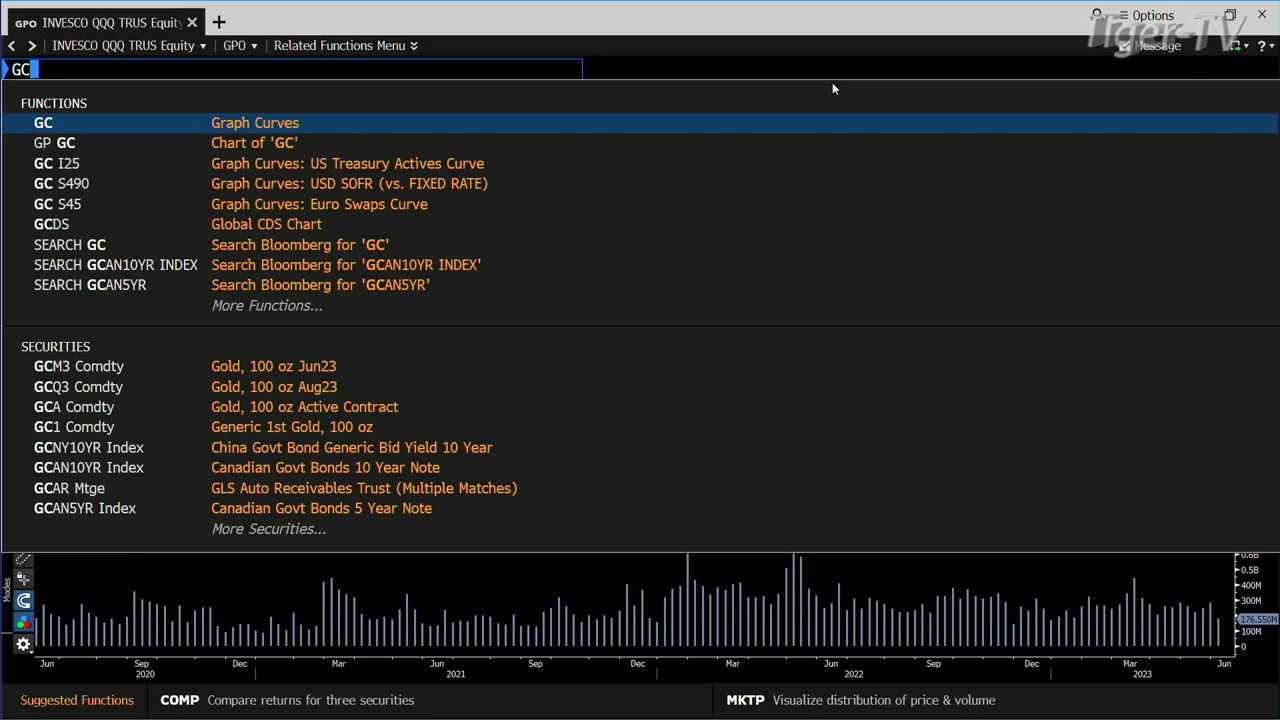 GPO INVESCO QQQ TRUS Equity
Options
Tiger-TV
INVESCO QQQ TRUS Equity
GPO
Related Functions Menu
Message
?
GC
FUNCTIONS
GC Graph Curves
GP GC Chart of 'GC'
GC I25 Graph Curves: US Treasury Actives Curve
GC S490 Graph Curves: USD SOFR (vs. FIXED RATE)
GC S45 Graph Curves: Euro Swaps Curve
GCDS Global CDS Chart
SEARCH GC Search Bloomberg for 'GC'
SEARCH GCAN10YR INDEX Search Bloomberg for 'GCAN10YR INDEX'
SEARCH GCAN5YR Search Bloomberg for 'GCAN5YR'
More Functions...
SECURITIES
GCM3 Comdty Gold, 100 oz Jun23
GCQ3 Comdty Gold, 100 oz Aug23
GCA Comdty Gold, 100 oz Active Contract
GC1 Comdty Generic 1st Gold, 100 oz
GCNY10YR Index China Govt Bond Generic Bid Yield 10 Year
GCAN10YR Index Canadian Govt Bonds 10 Year Note
GCAR Mtge GLS Auto Receivables Trust (Multiple Matches)
GCAN5YR Index Canadian Govt Bonds 5 Year Note
More Securities...
Modes
0.6B
0.5B
400M
300M
176.550M
100M
0
Jun Sep Dec Mar Jun Sep Dec Mar Jun Sep Dec Mar Jun
2020 2021 2022 2023
Suggested Functions COMP Compare returns for three securities MKTP Visualize distribution of price & volume